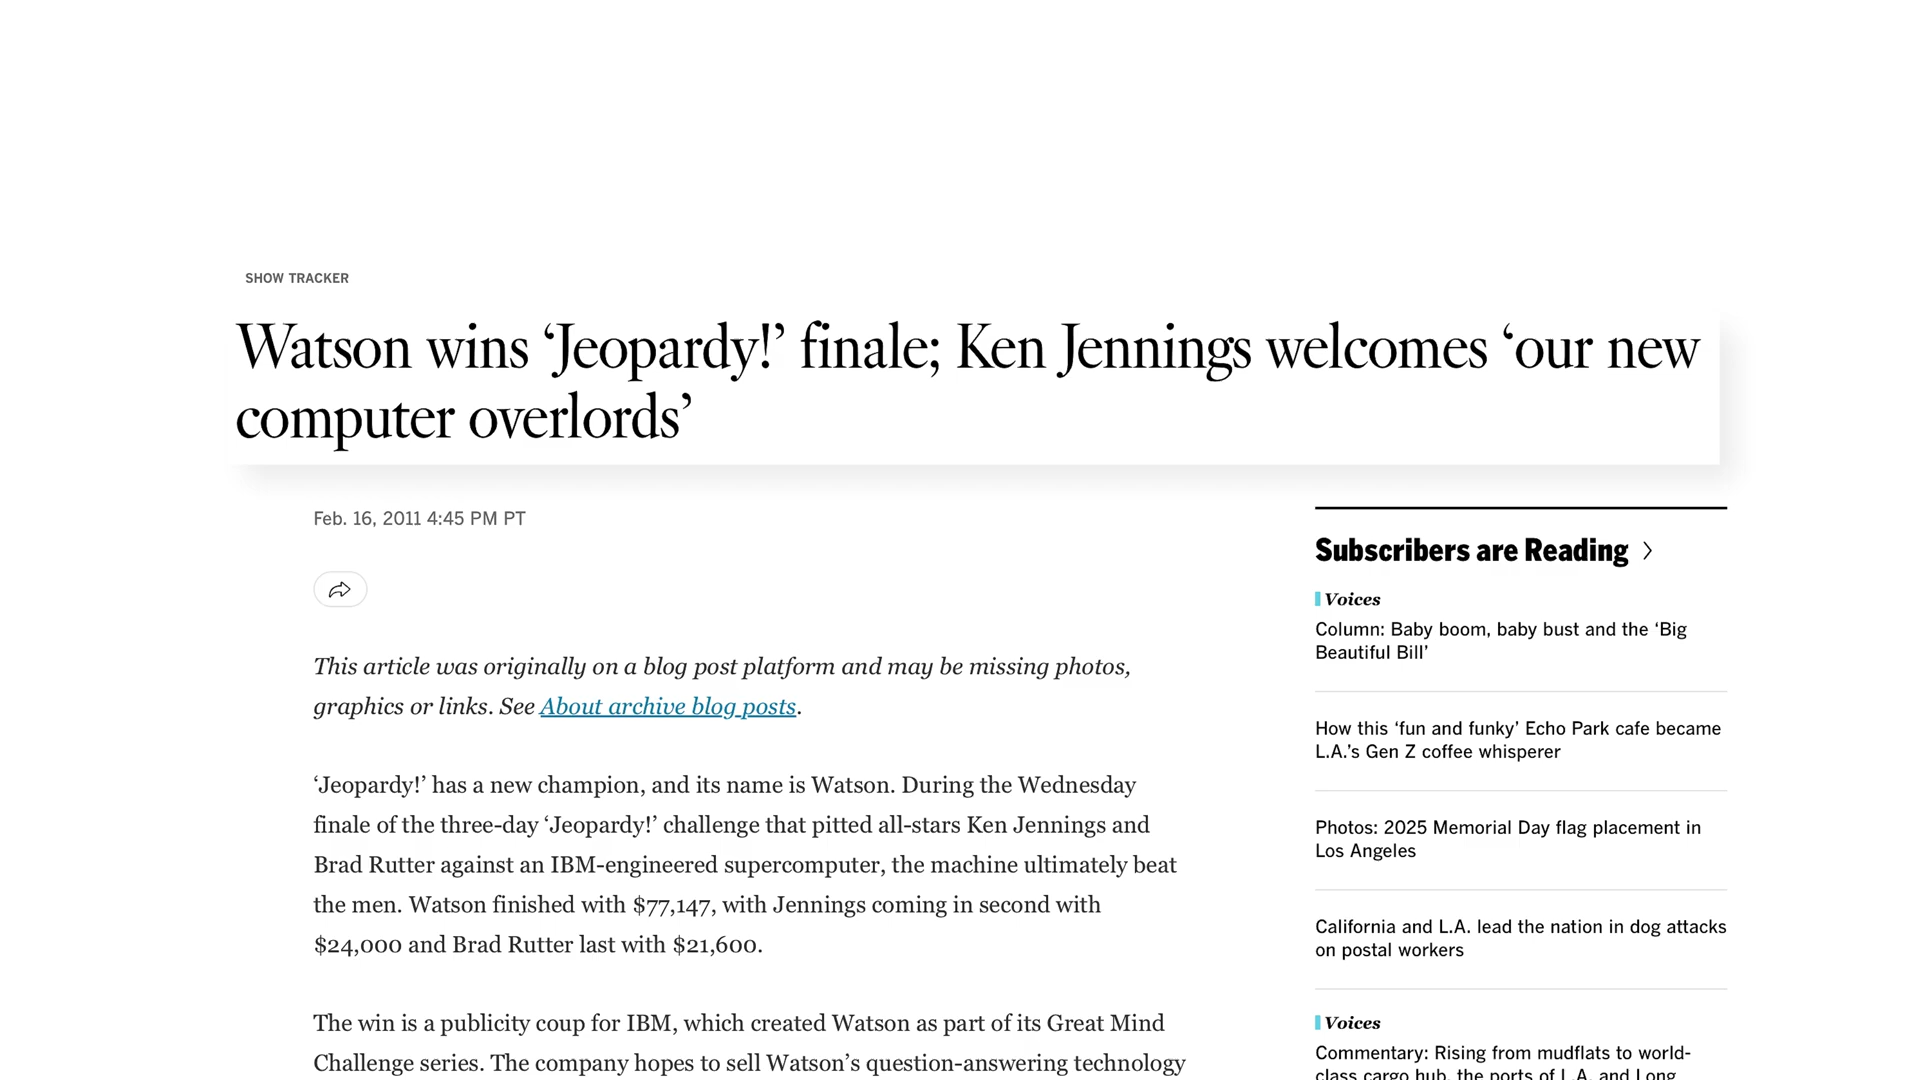 SHOW TRACKER
Watson wins ‘Jeopardy!’ finale; Ken Jennings welcomes ‘our new
computer overlords’
Feb. 16, 2011 4:45 PM PT
This article was originally on a blog post platform and may be missing photos,
graphics or links. See About archive blog posts.
‘Jeopardy!’ has a new champion, and its name is Watson. During the Wednesday
finale of the three-day ‘Jeopardy!’ challenge that pitted all-stars Ken Jennings and
Brad Rutter against an IBM-engineered supercomputer, the machine ultimately beat
the men. Watson finished with $77,147, with Jennings coming in second with
$24,000 and Brad Rutter last with $21,600.
The win is a publicity coup for IBM, which created Watson as part of its Great Mind
Challenge series. The company hopes to sell Watson’s question-answering technology
Subscribers are Reading
Voices
Column: Baby boom, baby bust and the ‘Big
Beautiful Bill’
How this ‘fun and funky’ Echo Park cafe became
L.A.’s Gen Z coffee whisperer
Photos: 2025 Memorial Day flag placement in
Los Angeles
California and L.A. lead the nation in dog attacks
on postal workers
Voices
Commentary: Rising from mudflats to world-
class cargo hub, the ports of L.A. and Long